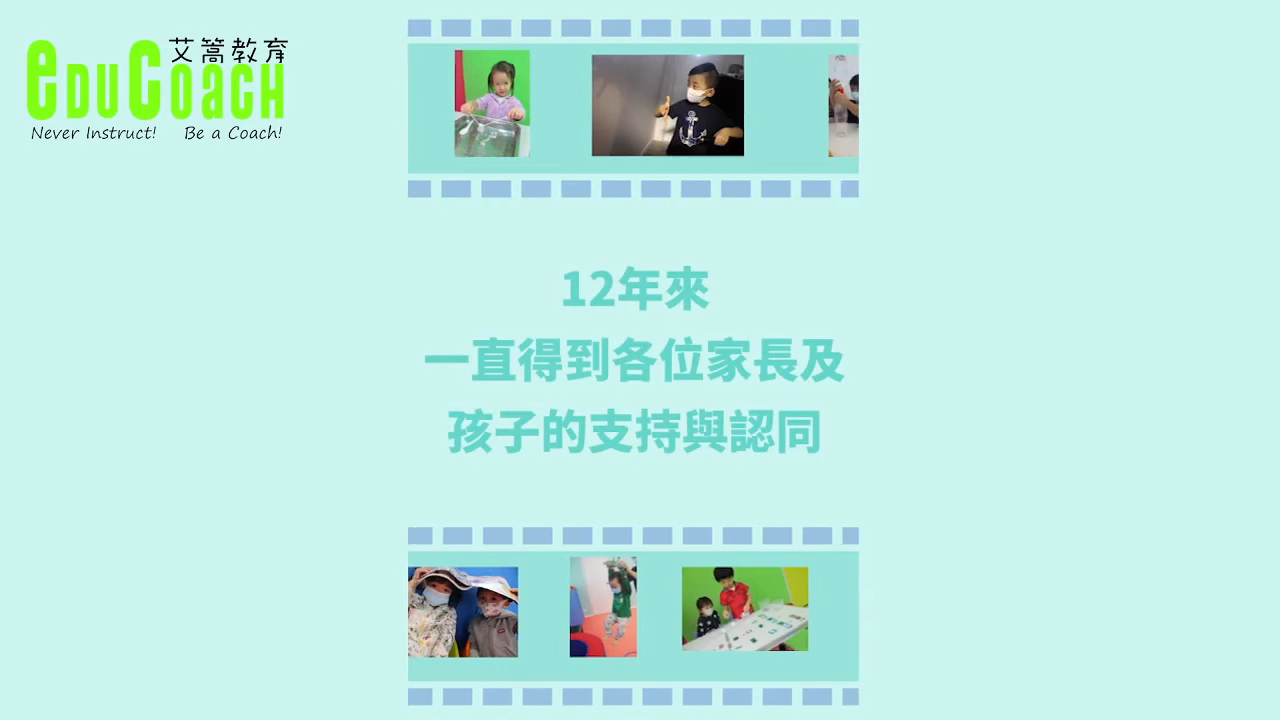 艾蒿教育
EDUCOACH
Never Instruct! Be a Coach!
12年來
一直得到各位家長及
孩子的支持與認同